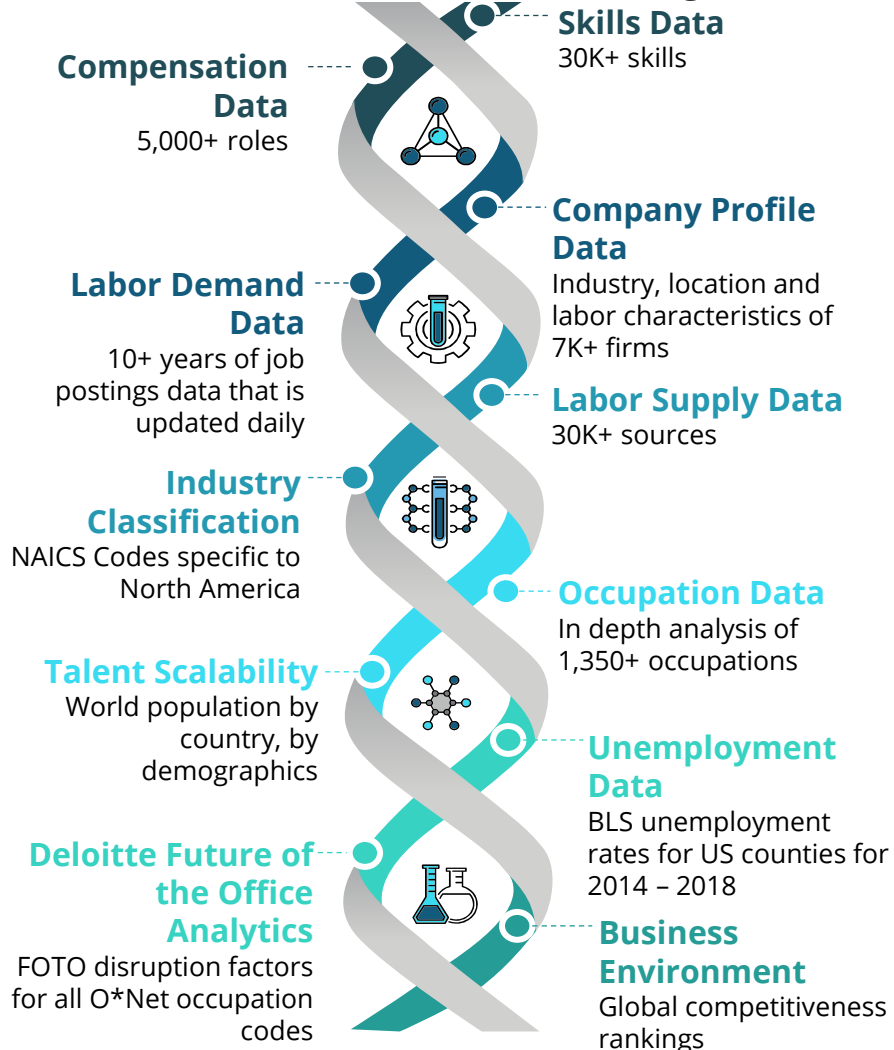 Skills Data
30K+ skills
Compensation
Data
5,000+ roles
Company Profile
Data
Industry, location and
labor characteristics of
7K+ firms
Labor Demand
Data
10+ years of job
postings data that is
updated daily
Labor Supply Data
30K+ sources
Industry
Classification
NAICS Codes specific to
North America
Occupation Data
In depth analysis of
1,350+ occupations
Talent Scalability
World population by
country, by
demographics
Unemployment
Data
BLS unemployment
rates for US counties for
2014 – 2018
Deloitte Future of
the Office
Analytics
FOTO disruption factors
for all O*Net occupation
codes
Business
Environment
Global competitiveness
rankings